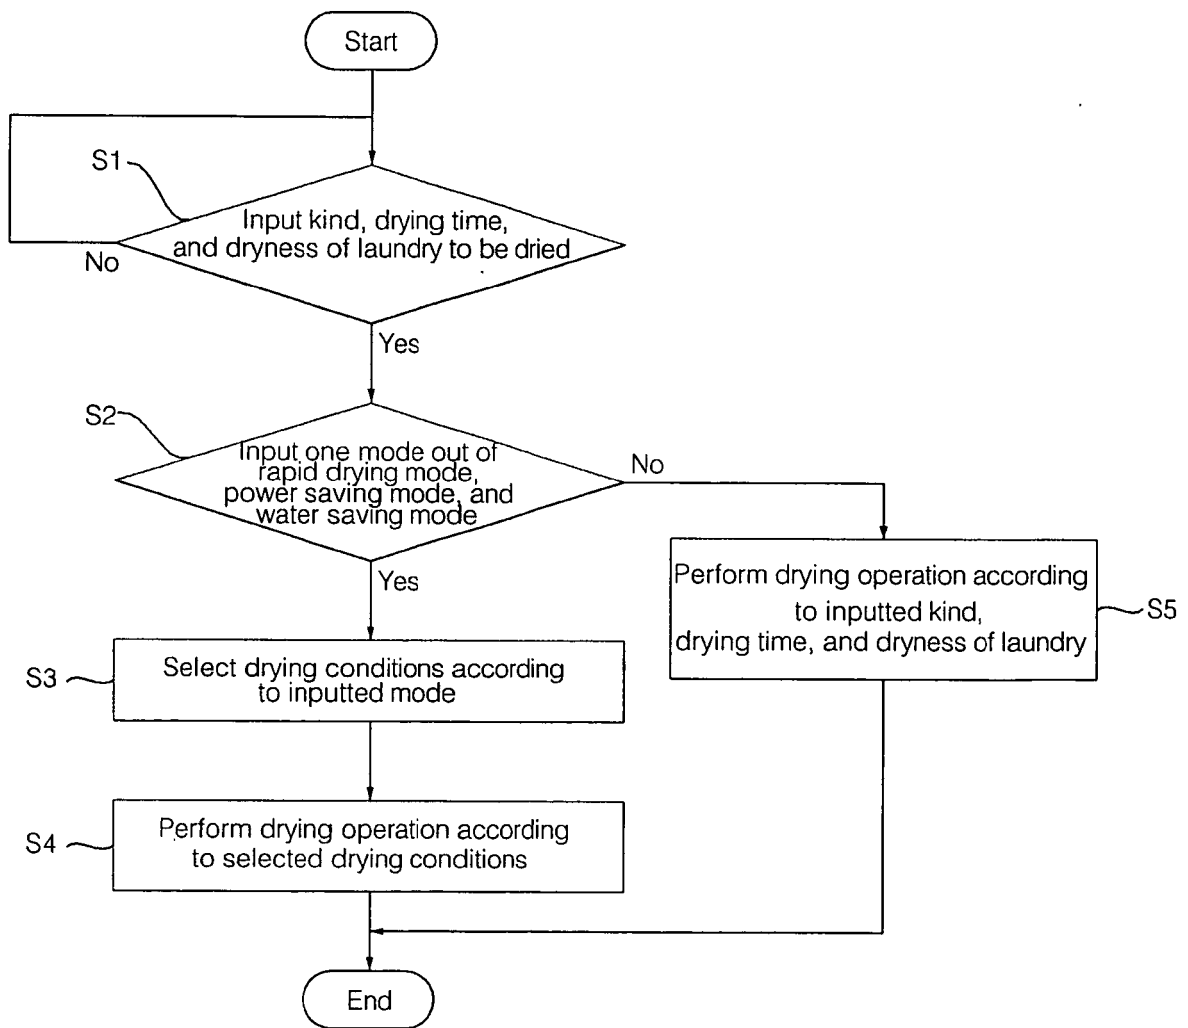 Start
S1
Input kind, drying time,
and dryness of laundry to be dried
No
Yes
S2
Input one mode out of
rapid drying mode,
power saving mode, and
water saving mode
No
Yes
Perform drying operation according
to inputted kind,
drying time, and dryness of laundry
S5
S3
Select drying conditions according
to inputted mode
S4
Perform drying operation according
to selected drying conditions
End